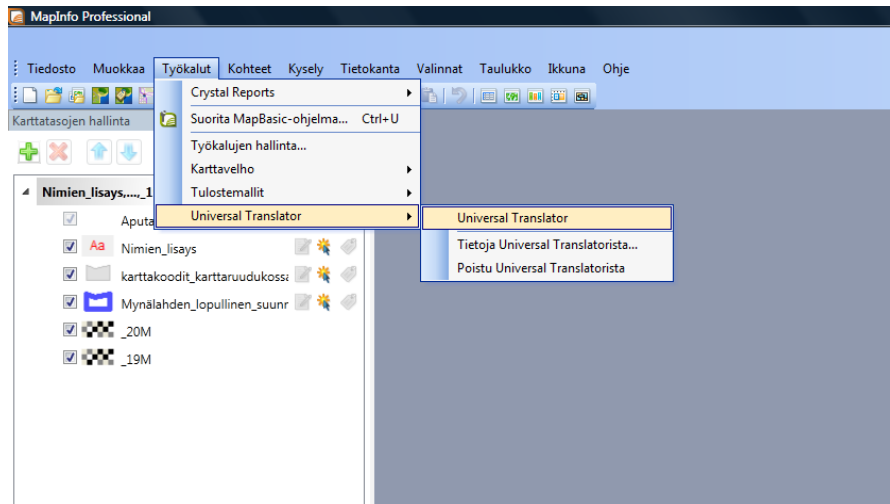 MapInfo Professional
Tiedosto Muokkaa Työkalut Kohteet Kysely Tietokanta Valinnat Taulukko Ikkuna Ohje
Crystal Reports
Suorita MapBasic-ohjelma... Ctrl+U
Työkalujen hallinta...
Karttavelho
Tulostemallit
Universal Translator
Universal Translator
Tietoja Universal Translatorista...
Poistu Universal Translatorista
Karttatasojen hallinta
Nimien_lisays,...,_1
Aputa
Aa Nimien_lisays
karttakoodit_karttaruudukossa
Mynälahden_lopullinen_suunr
_20M
_19M